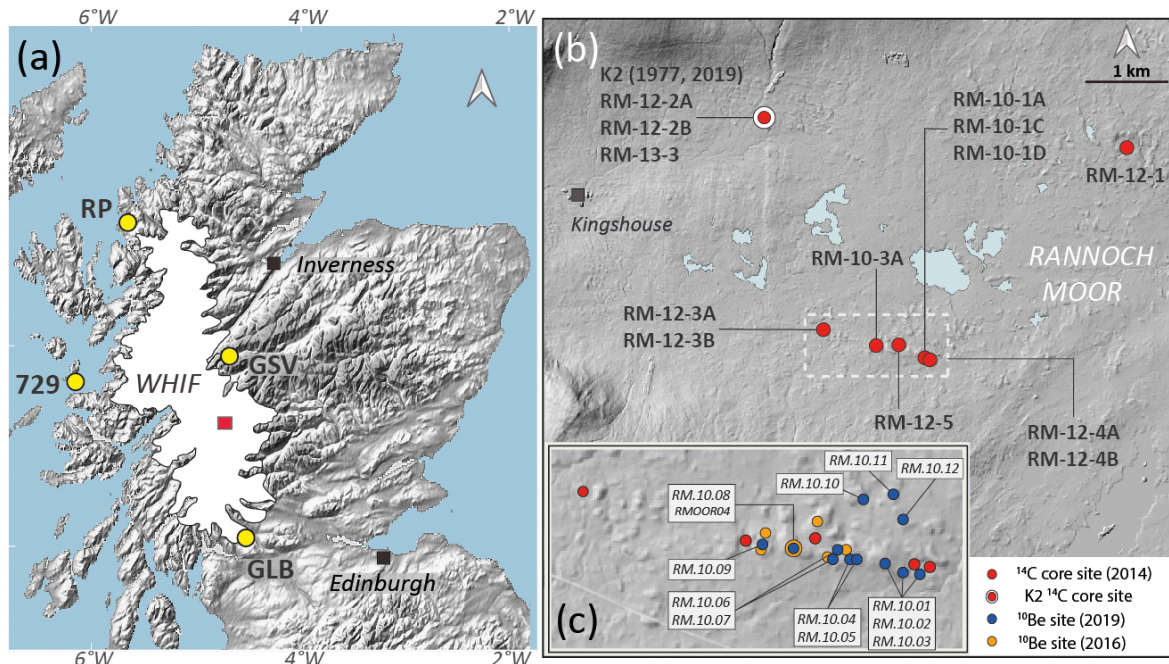 6°W
4°W
2°W
(a)
RP
Inverness
WHIF
GSV
729
GLB
Edinburgh
6°W
4°W
2°W
(b)
1 km
K2 (1977, 2019)
RM-12-2A
RM-12-2B
RM-13-3
RM-10-1A
RM-10-1C
RM-10-1D
RM-12-1
Kingshouse
RM-10-3A
RANNOCH
MOOR
RM-12-3A
RM-12-3B
RM-12-5
RM-12-4A
RM-12-4B
(c)
RM.10.11
RM.10.12
RM.10.10
RM.10.08
RMOOR04
RM.10.09
RM.10.06
RM.10.07
RM.10.04
RM.10.05
RM.10.01
RM.10.02
RM.10.03
¹⁴C core site (2014)
K2 ¹⁴C core site
¹⁰Be site (2019)
¹⁰Be site (2016)